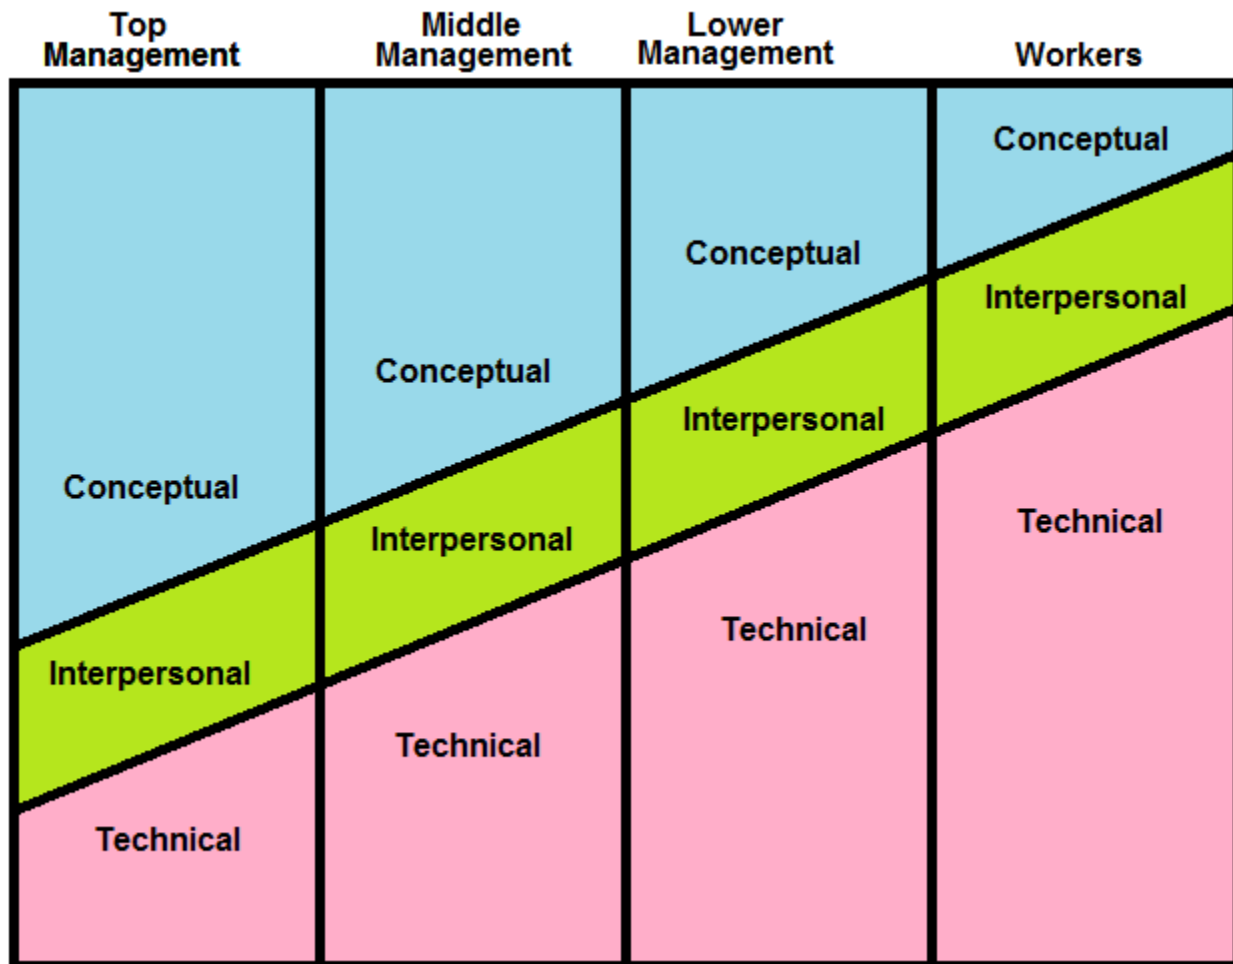 Top
Management
Middle
Management
Lower
Management
Workers
Conceptual
Interpersonal
Technical
Conceptual
Interpersonal
Technical
Conceptual
Interpersonal
Technical
Conceptual
Interpersonal
Technical